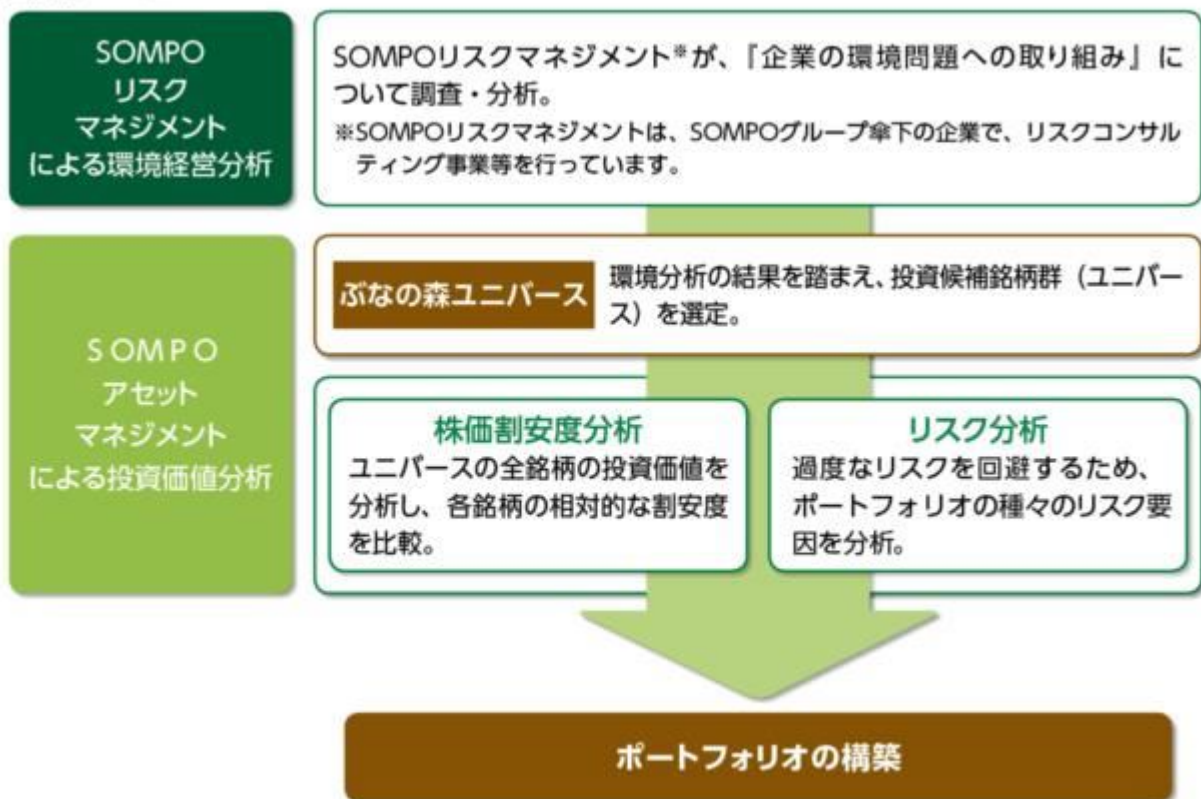 SOMPO
リスク
マネジメント
による環境経営分析
SOMPOリスクマネジメント※が、『企業の環境問題への取り組み』に
ついて調査・分析。
※SOMPOリスクマネジメントは、SOMPOグループ傘下の企業で、リスクコンサル
ティング事業等を行っています。
SOMPO
アセット
マネジメント
による投資価値分析
ぶなの森ユニバース
環境分析の結果を踏まえ、投資候補銘柄群（ユニバー
ス）を選定。
株価割安度分析
ユニバースの全銘柄の投資価値を
分析し、各銘柄の相対的な割安度
を比較。
リスク分析
過度なリスクを回避するため、
ポートフォリオの種々のリスク要
因を分析。
ポートフォリオの構築